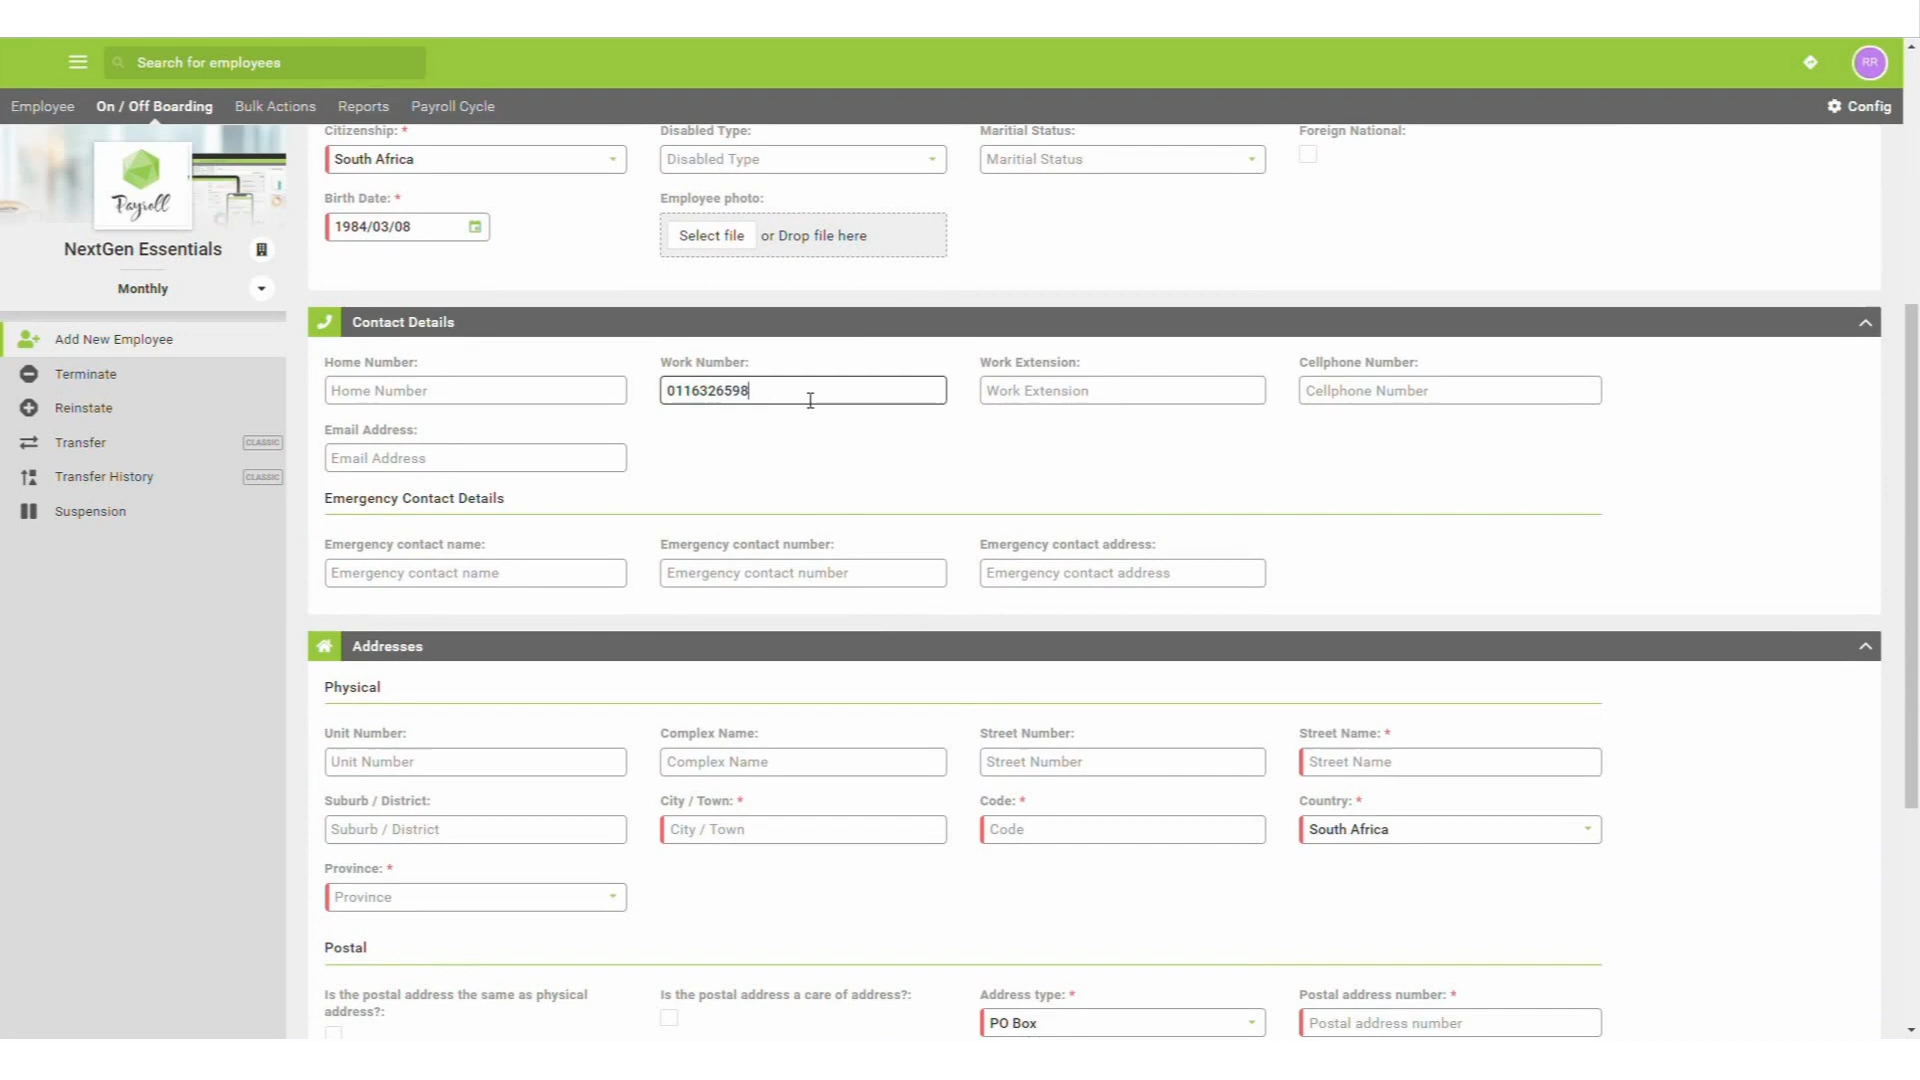 Search for employees
RR
Employee On / Off Boarding Bulk Actions Reports Payroll Cycle Config
Payroll
NextGen Essentials
Monthly
Add New Employee
Terminate
Reinstate
Transfer CLASSIC
Transfer History CLASSIC
Suspension
Citizenship: * Disabled Type: Maritial Status: Foreign National:
South Africa Disabled Type Maritial Status
Birth Date: * Employee photo:
1984/03/08 Select file or Drop file here
Contact Details
Home Number: Work Number: Work Extension: Cellphone Number:
Home Number 0116326598 Work Extension Cellphone Number
Email Address:
Email Address
Emergency Contact Details
Emergency contact name: Emergency contact number: Emergency contact address:
Emergency contact name Emergency contact number Emergency contact address
Addresses
Physical
Unit Number: Complex Name: Street Number: Street Name: *
Unit Number Complex Name Street Number Street Name
Suburb / District: City / Town: * Code: * Country: *
Suburb / District City / Town Code South Africa
Province: *
Province
Postal
Is the postal address the same as physical Is the postal address a care of address?: Address type: * Postal address number: *
address?:
PO Box Postal address number